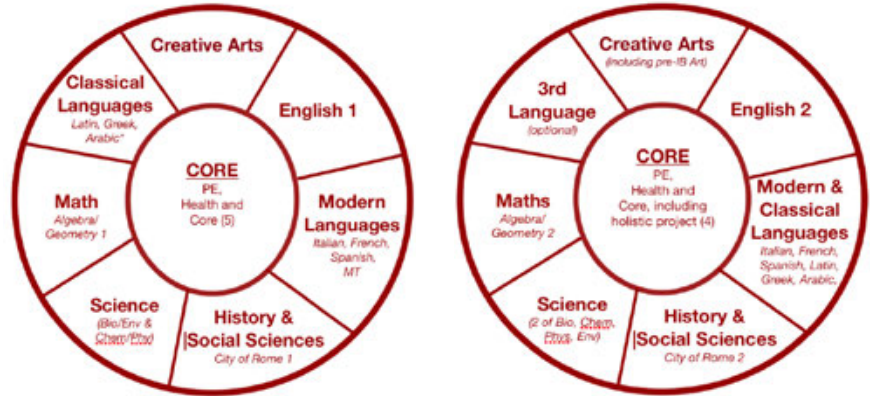 Creative Arts
English 1
Modern
Languages
Italian, French,
Spanish,
MT
History &
Social Sciences
City of Rome 1
Science
(Bio/Env &
Chem/Phy)
Math
Algebra/
Geometry 1
Classical
Languages
Latin, Greek,
Arabic*
CORE
PE,
Health and
Core (5)
Creative Arts
(including pre-IB Art)
English 2
Modern &
Classical
Languages
Italian, French,
Spanish, Latin,
Greek, Arabic,
History &
Social Sciences
City of Rome 2
Science
(2 of Bio, Chem,
Phys, Env)
Maths
Algebra/
Geometry 2
3rd
Language
(optional)
CORE
PE,
Health and
Core, including
holistic project (4)